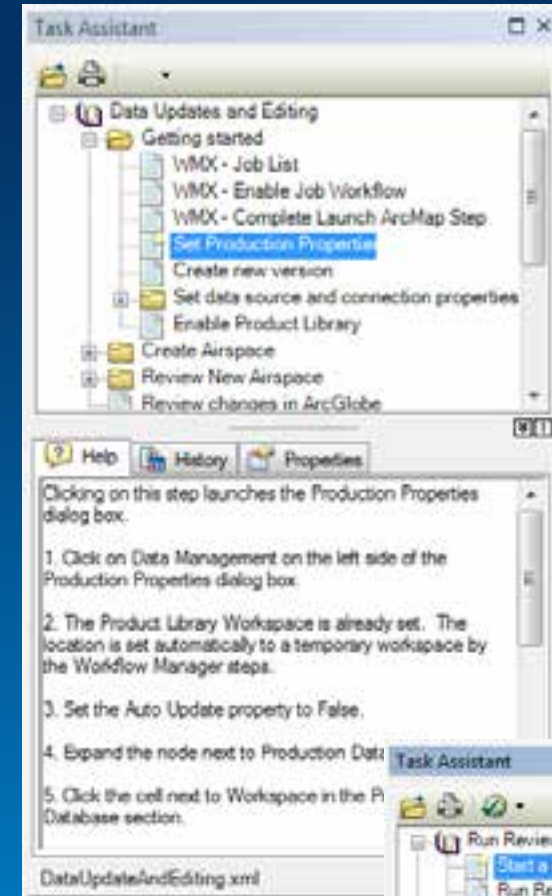 Task Assistant
Data Updates and Editing
Getting started
WMX - Job List
WMX - Enable Job Workflow
WMX - Complete Launch ArcMap Step
Set Production Propertie
Create new version
Set data source and connection properties
Enable Product Library
Create Airspace
Review New Airspace
Review changes in ArcGlobe
Help History Properties
Clicking on this step launches the Production Properties
dialog box.
1. Click on Data Management on the left side of the
Production Properties dialog box
2. The Product Library Workspace is already set. The
location is set automatically to a temporary workspace by
the Workflow Manager steps.
3. Set the Auto Update property to False.
4. Expand the node next to Production Data
5. Click the cell next to Workspace in the P
Database section.
DataUpdateAndEditing.xml
Task Assistant
Run Review
Start a
Run Re